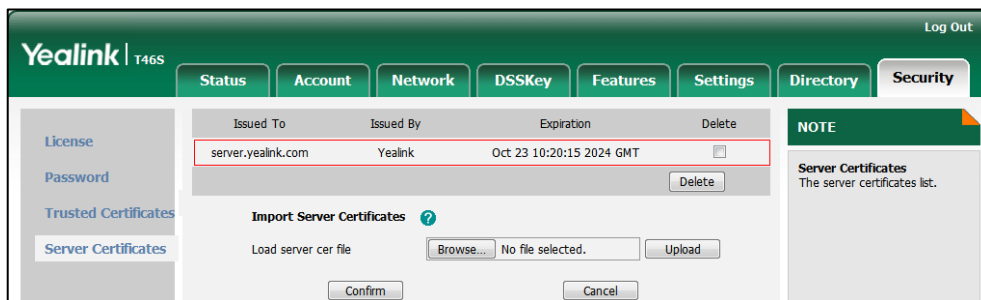 Log Out
Yealink | T46S
Status Account Network DSSKey Features Settings Directory Security
License
Password
Trusted Certificates
Server Certificates
Issued To Issued By Expiration Delete
server.yealink.com Yealink Oct 23 10:20:15 2024 GMT
Delete
Import Server Certificates ?
Load server cer file Browse... No file selected. Upload
Confirm Cancel
NOTE
Server Certificates
The server certificates list.